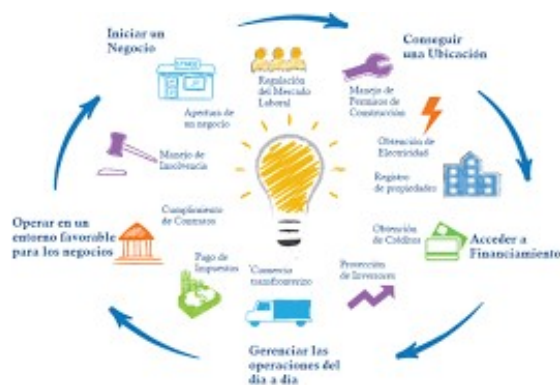 Iniciar un
Negocio
Conseguir
una Ubicación
Regulación
del Mercado
Laboral
Manejo de
Permisos de
Construcción
Apertura de
un negocio
Obtención de
Electricidad
Manejo de
Insolvencia
Registro
de propiedades
Operar en un
entorno favorable
para los negocios
Cumplimiento
de Contratos
Obtención
de Créditos
Acceder a
Financiamiento
Pago de
Impuestos
Comercio
transfronterizo
Protección
de Inversores
Gerenciar las
operaciones del
día a día